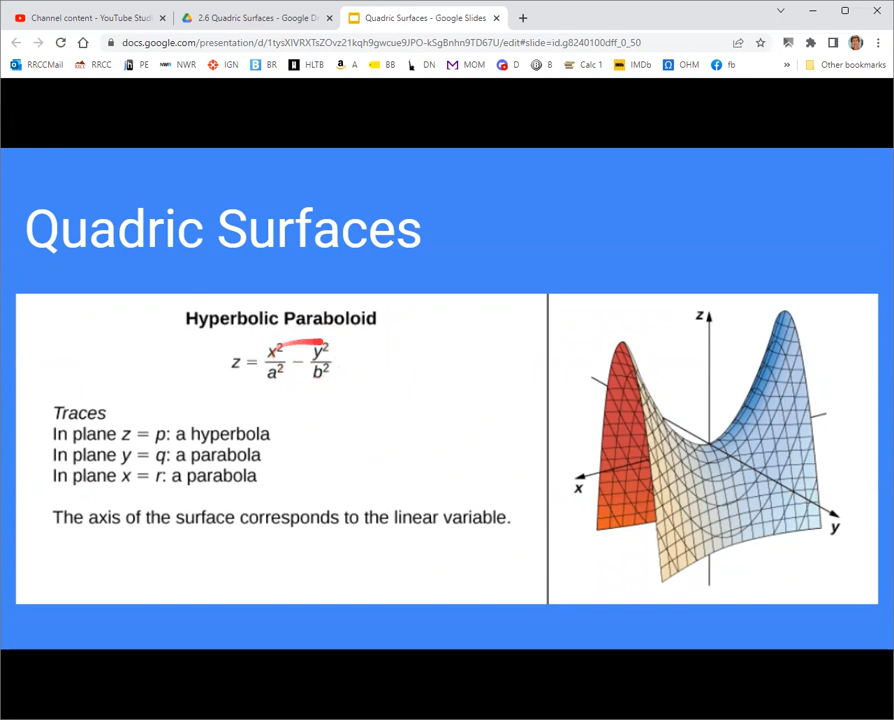 Channel content - YouTube Studi
2.6 Quadric Surfaces - Google Dr
Quadric Surfaces - Google Slides
docs.google.com/presentation/d/1tysXIVRXTsZOvz21kqh9gwcue9JPO-kSgBnhn9TD67U/edit#slide=id.g8240100dff_0_50
RRCCMail RRCC PE NWR IGN BR HLTB A BB DN MOM D B Calc 1 IMDb OHM fb » Other bookmarks
Quadric Surfaces
Hyperbolic Paraboloid
z = x²/a² − y²/b²
Traces
In plane z = p: a hyperbola
In plane y = q: a parabola
In plane x = r: a parabola
The axis of the surface corresponds to the linear variable.
z
x
y